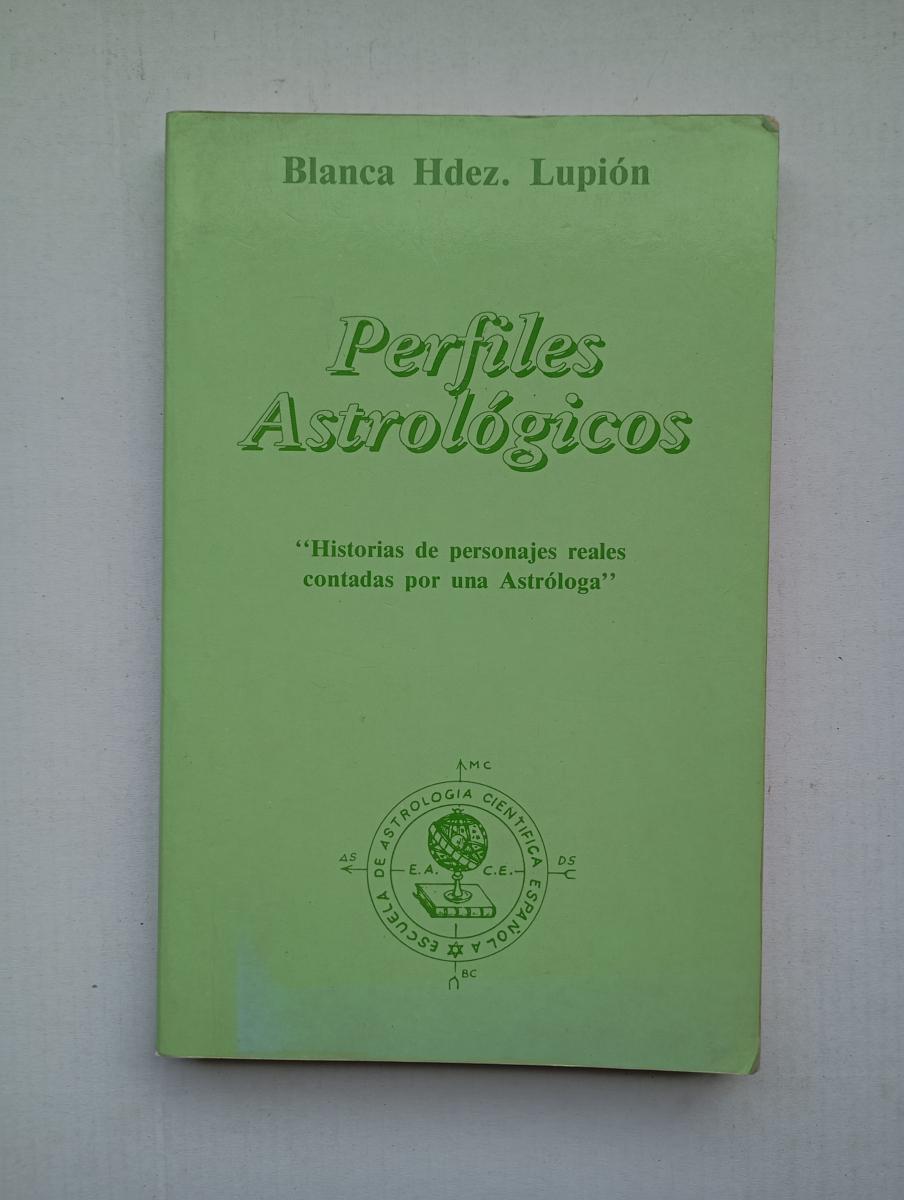 Blanca Hdez. Lupión
Perfiles
Astrológicos
“Historias de personajes reales
contadas por una Astróloga”
MC
ESCUELA DE ASTROLOGIA CIENTIFICA ESPAÑOLA
AS
E.A. C.E.
DS
BC